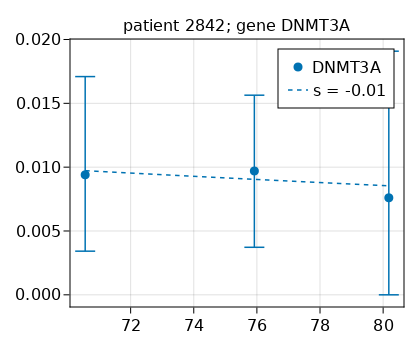 patient 2842; gene DNMT3A
0.020
0.015
0.010
0.005
0.000
DNMT3A
s = -0.01
72 74 76 78 80